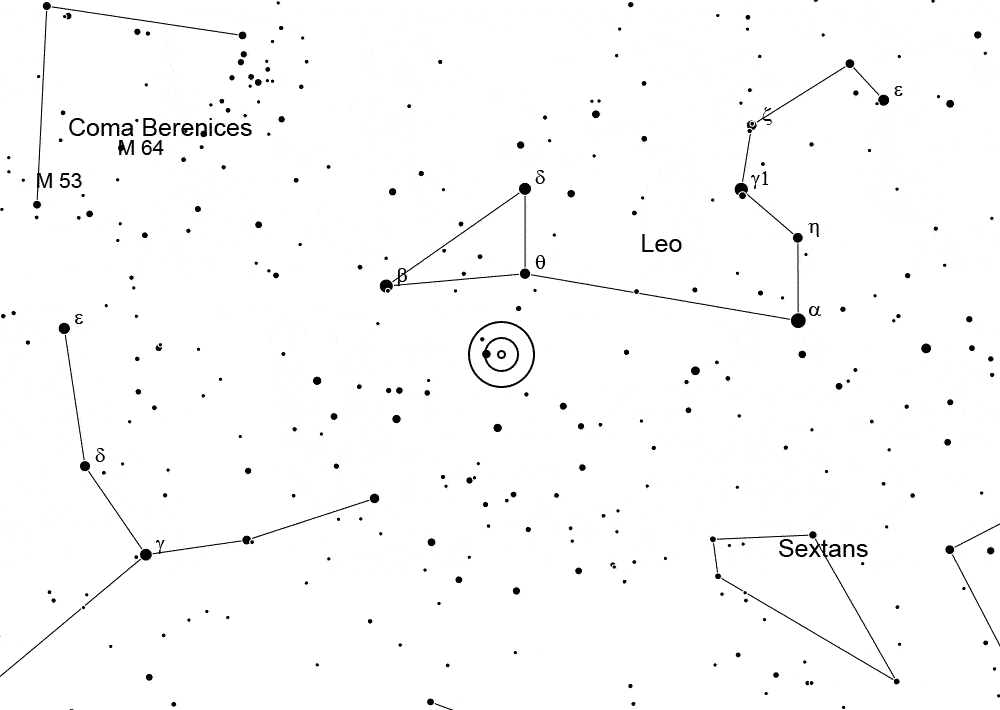 ε
ζ
Coma Berenices
M 64
M 53
δ
γ1
η
Leo
θ
β
α
ε
δ
γ
Sextans